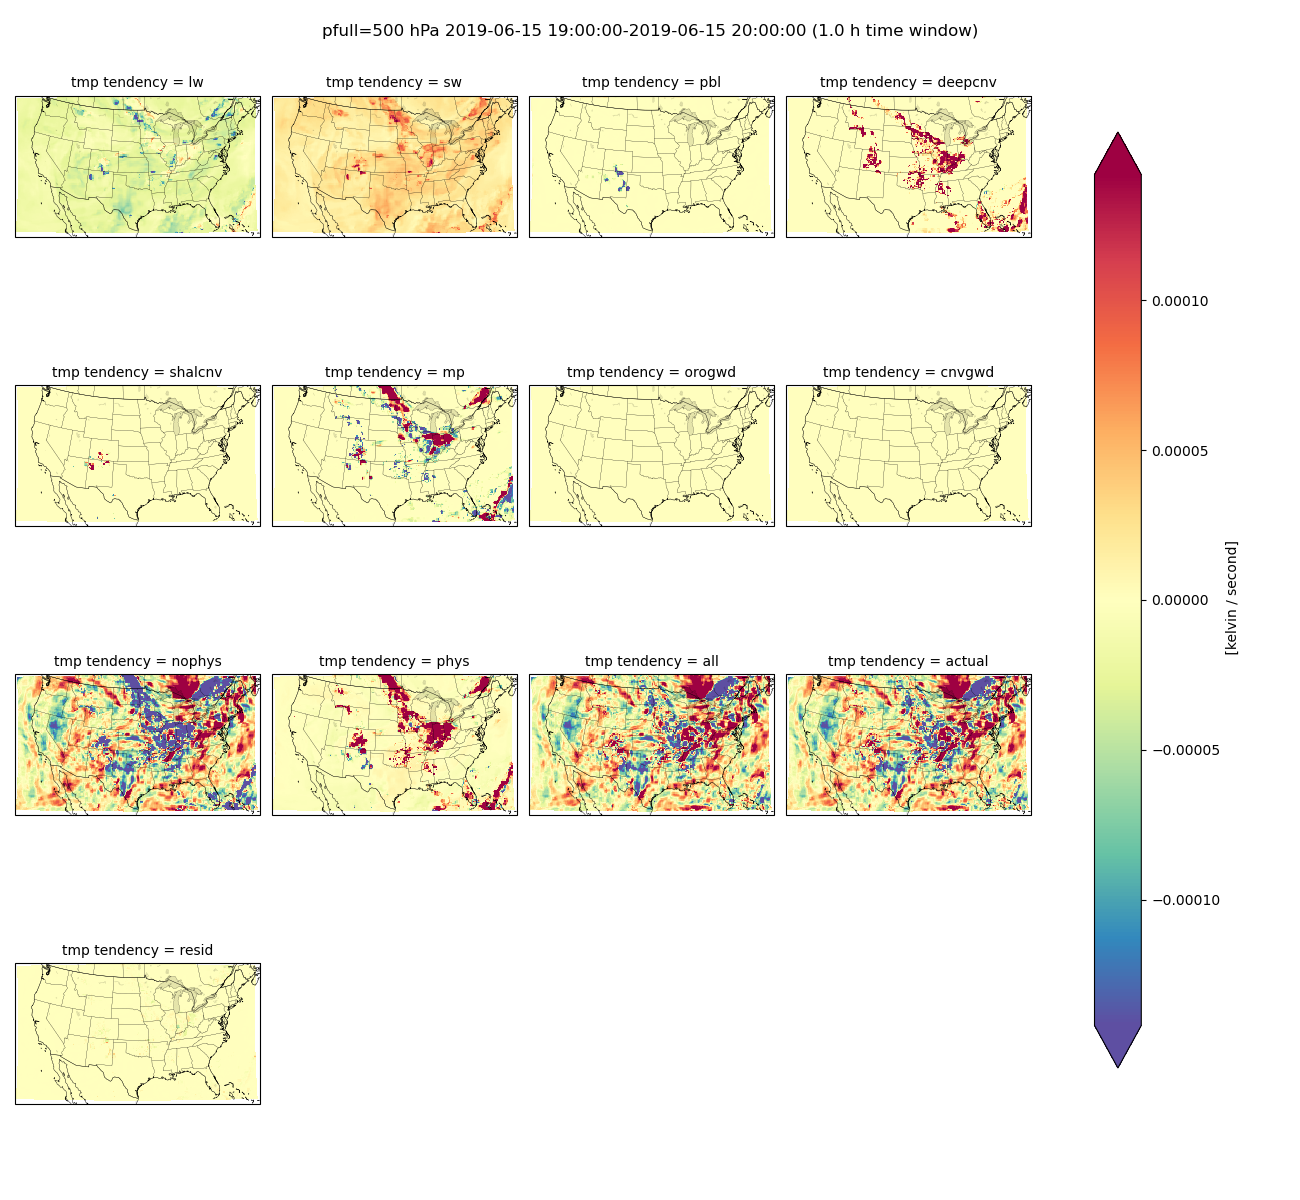 pfull=500 hPa 2019-06-15 19:00:00-2019-06-15 20:00:00 (1.0 h time window)
tmp tendency = lw
tmp tendency = sw
tmp tendency = pbl
tmp tendency = deepcnv
tmp tendency = shalcnv
tmp tendency = mp
tmp tendency = orogwd
tmp tendency = cnvgwd
tmp tendency = nophys
tmp tendency = phys
tmp tendency = all
tmp tendency = actual
tmp tendency = resid
0.00010
0.00005
0.00000
−0.00005
−0.00010
[kelvin / second]